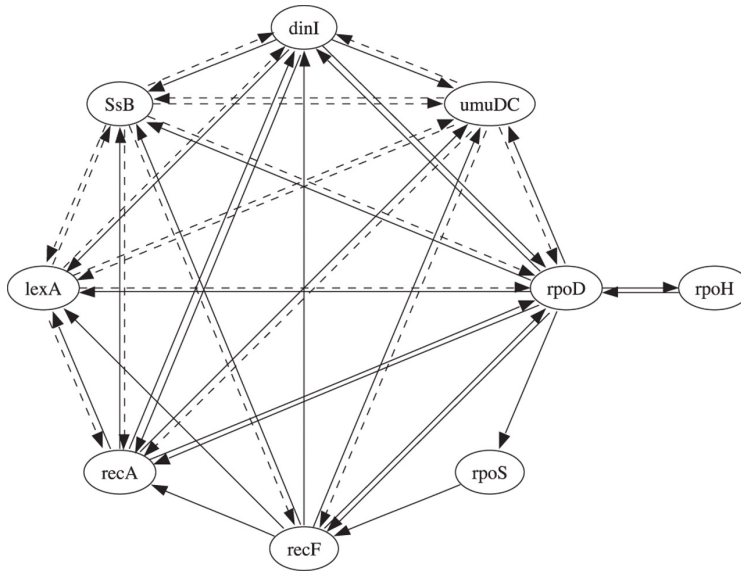 dinI
SsB
umuDC
lexA
rpoD
rpoH
recA
rpoS
recF